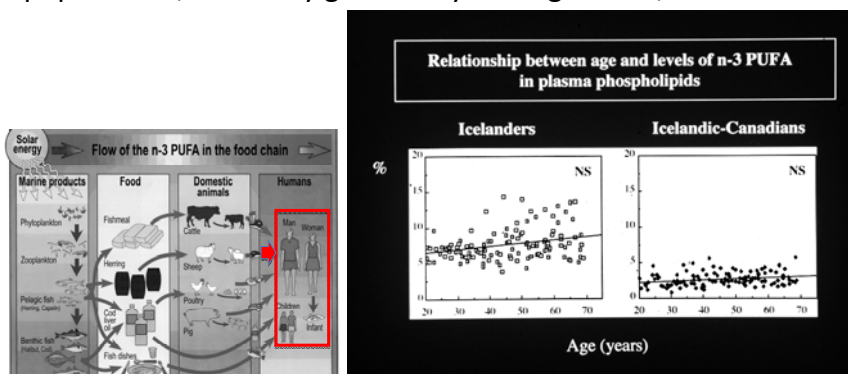 Solar
energy
Flow of the n-3 PUFA in the food chain
Marine products
Food
Domestic
animals
Humans
Phytoplankton
Zooplankton
Pelagic fish
(Herring, Capelin)
Benthic fish
(Halibut, Cod)
Fishmeal
Herring
Cod
liver
oil
Fish dishes
Cattle
Sheep
Poultry
Pig
Man
Woman
Children
Infant
Relationship between age and levels of n-3 PUFA
in plasma phospholipids
Icelanders
Icelandic-Canadians
%
20
15
10
5
0
NS
20 30 40 50 60 70
20
15
10
5
0
NS
20 30 40 50 60 70
Age (years)